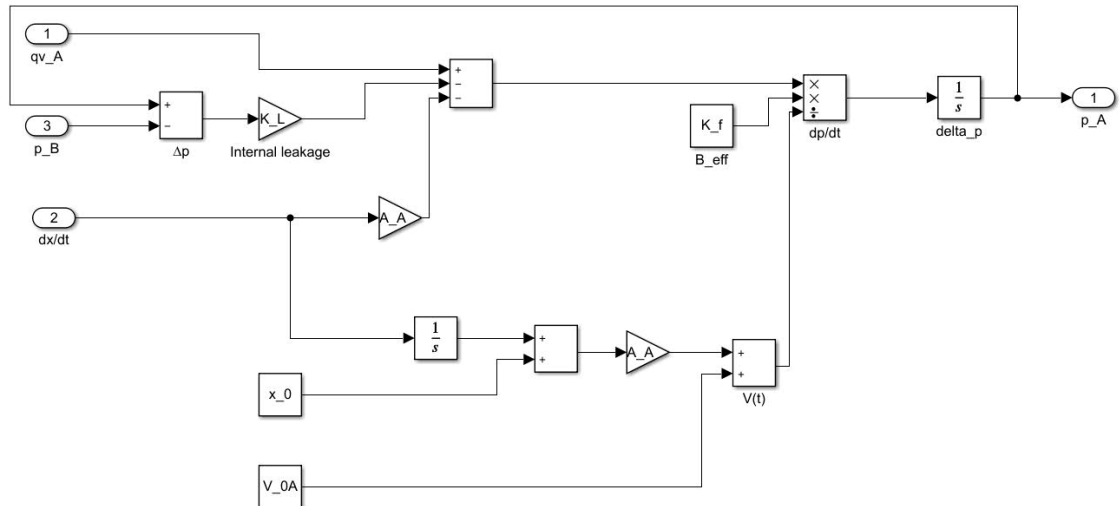 1
qv_A
+
−
−
+
−
Δp
K_L
Internal leakage
3
p_B
K_f
B_eff
×
×
÷
dp/dt
1
s
delta_p
1
p_A
2
dx/dt
A_A
1
s
+
+
A_A
+
+
V(t)
x_0
V_0A